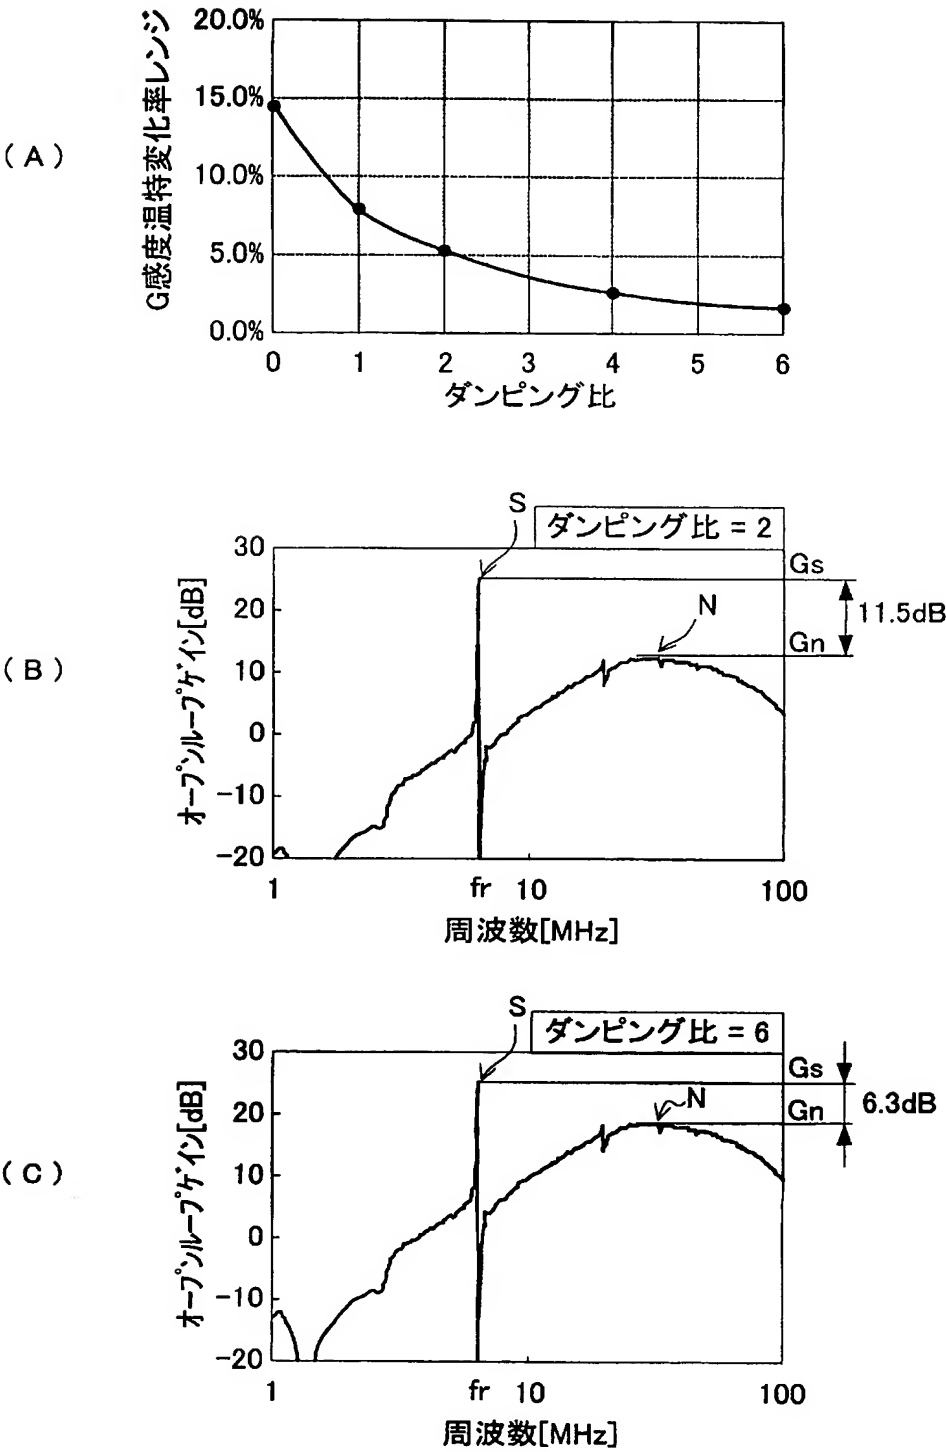 (A)
G感度温特変化率レンジ
20.0%
15.0%
10.0%
5.0%
0.0%
0 1 2 3 4 5 6
ダンピング比
(B)
S
ダンピング比 = 2
オープンループゲイン[dB]
30
20
10
0
-10
-20
N
Gs
Gn
11.5dB
1 fr 10 100
周波数[MHz]
(C)
S
ダンピング比 = 6
オープンループゲイン[dB]
30
20
10
0
-10
-20
N
Gs
Gn
6.3dB
1 fr 10 100
周波数[MHz]